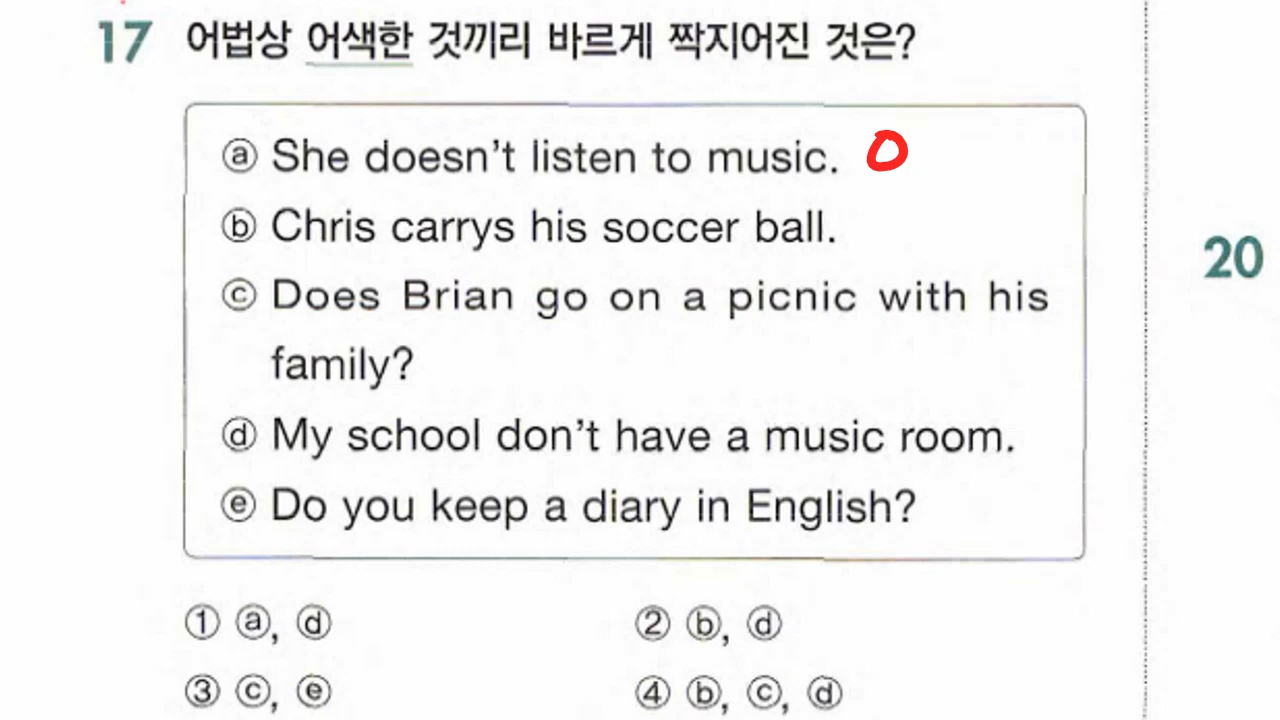 17 어법상 어색한 것끼리 바르게 짝지어진 것은?
ⓐ She doesn't listen to music. O
ⓑ Chris carrys his soccer ball.
ⓒ Does Brian go on a picnic with his
family?
ⓓ My school don't have a music room.
ⓔ Do you keep a diary in English?
① ⓐ, ⓓ
② ⓑ, ⓓ
③ ⓒ, ⓔ
④ ⓑ, ⓒ, ⓓ
20